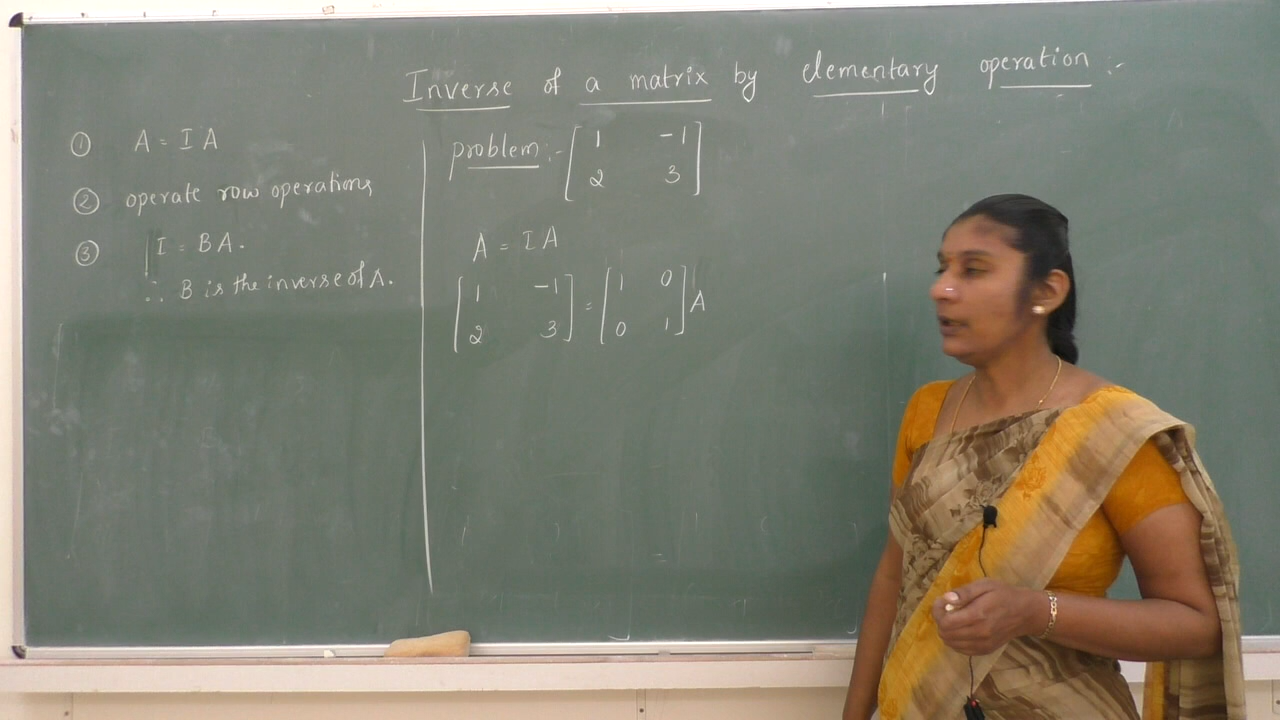 Inverse of a matrix by elementary operation :-
① A = I A
② operate row operations
③ I = BA.
∴ B is the inverse of A.
problem :- [ 1 -1
2 3 ]
A = I A
[ 1 -1 ] = [ 1 0 ] A
[ 2 3 ] [ 0 1 ]